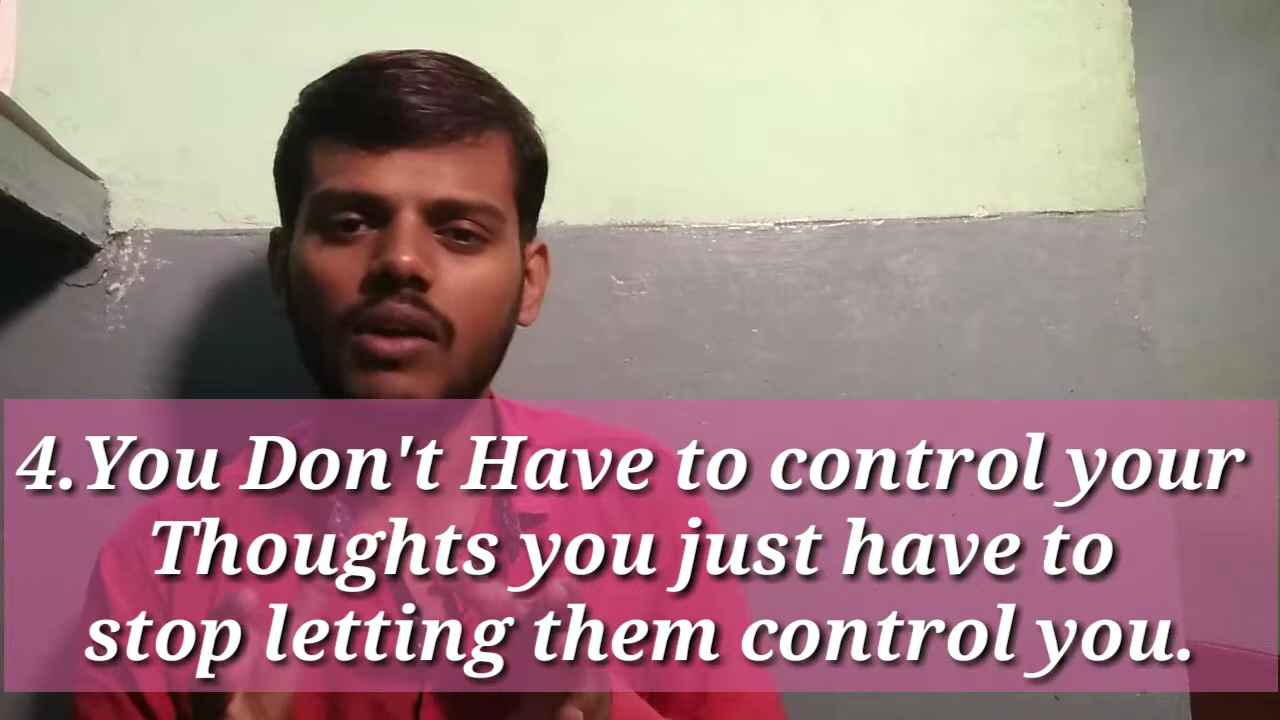 4.You Don't Have to control your
Thoughts you just have to
stop letting them control you.